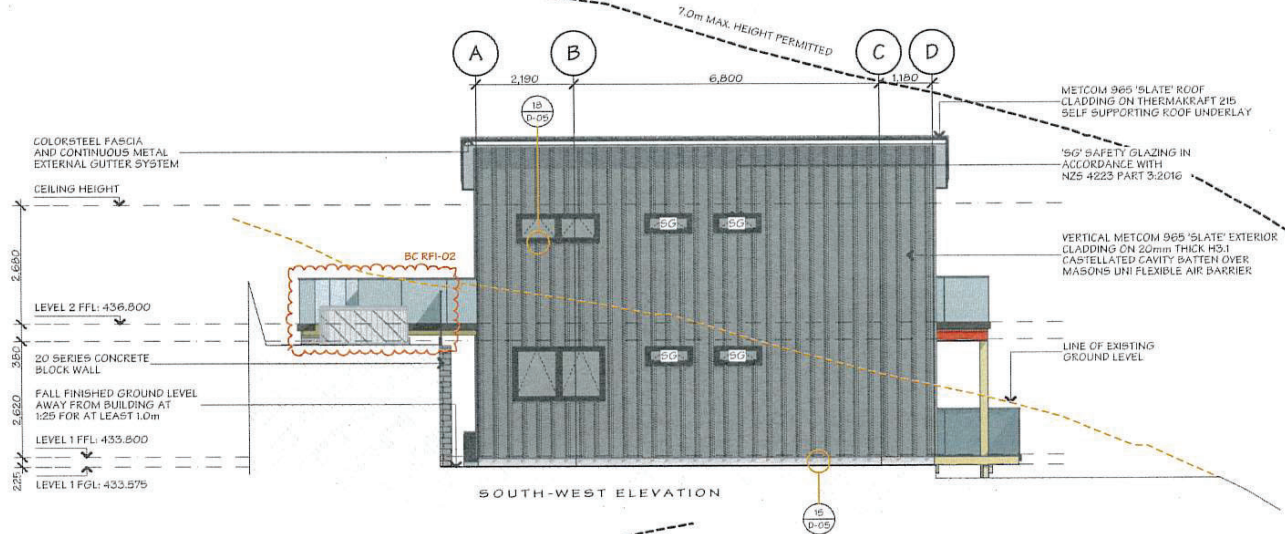 7.0m MAX. HEIGHT PERMITTED
A
B
C
D
2,190
6,800
1,180
18
D-05
METCOM 965 'SLATE' ROOF
CLADDING ON THERMAKRAFT 215
SELF SUPPORTING ROOF UNDERLAY
COLORSTEEL FASCIA
AND CONTINUOUS METAL
EXTERNAL GUTTER SYSTEM
'SG' SAFETY GLAZING IN
ACCORDANCE WITH
NZS 4223 PART 3:2016
CEILING HEIGHT
SG
SG
BC RFI-02
VERTICAL METCOM 965 'SLATE' EXTERIOR
CLADDING ON 20mm THICK H3.1
CASTELLATED CAVITY BATTEN OVER
MASONS UNI FLEXIBLE AIR BARRIER
2,680
LEVEL 2 FFL: 436.800
380
20 SERIES CONCRETE
BLOCK WALL
SG
SG
LINE OF EXISTING
GROUND LEVEL
FALL FINISHED GROUND LEVEL
AWAY FROM BUILDING AT
1:25 FOR AT LEAST 1.0m
2,620
LEVEL 1 FFL: 433.800
225
LEVEL 1 FGL: 433.575
SOUTH-WEST ELEVATION
15
D-05